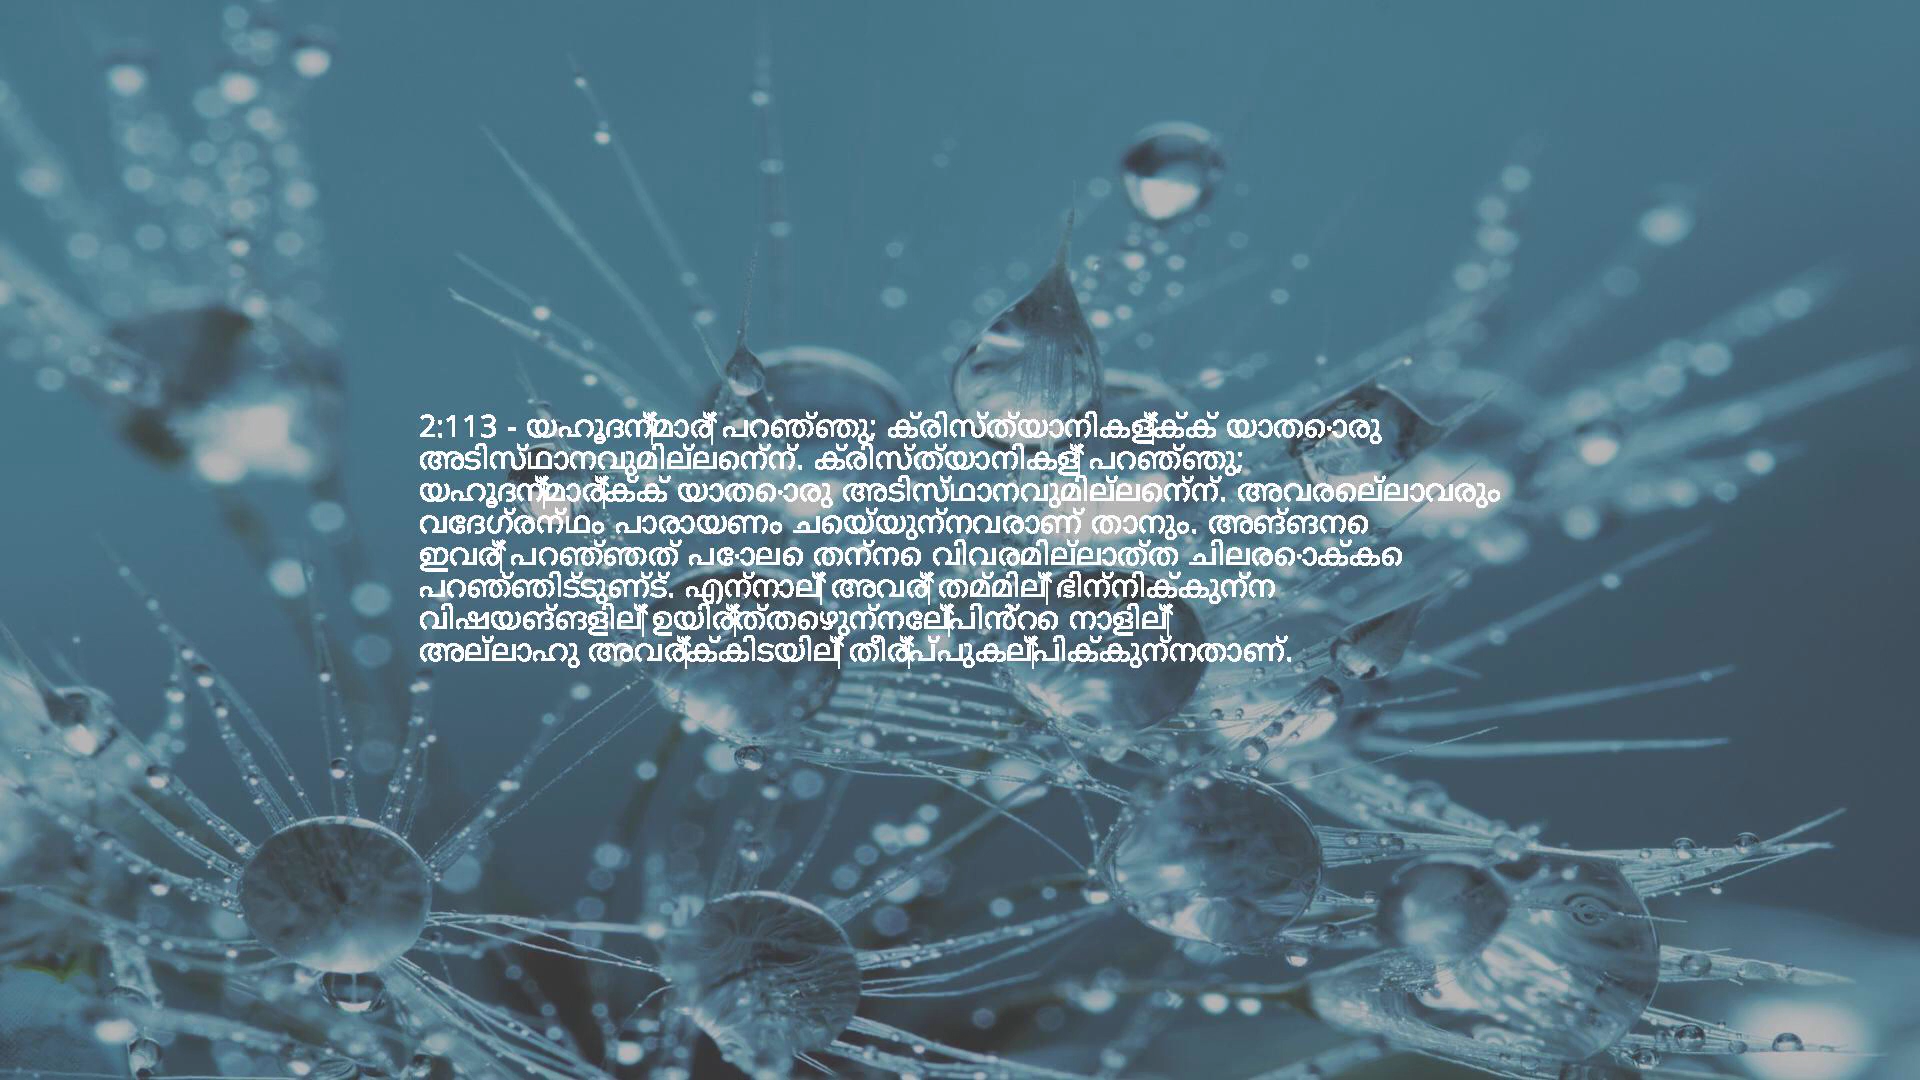 2:113 - യഹൂദന്‍മാര്‍ പറഞ്ഞു; ക്രിസ്ത്യാനികള്‍ക്ക് യാതൊരു
അടിസ്ഥാനവുമില്ലെന്ന്. ക്രിസ്ത്യാനികള്‍ പറഞ്ഞു;
യഹൂദന്‍മാര്‍ക്ക് യാതൊരു അടിസ്ഥാനവുമില്ലെന്ന്. അവരെല്ലാവരും
വേദഗ്രന്ഥം പാരായണം ചെയ്യുന്നവരാണ് താനും. അങ്ങനെ
ഇവര്‍ പറഞ്ഞത് പോലെ തന്നെ വിവരമില്ലാത്ത ചിലരൊക്കെ
പറഞ്ഞിട്ടുണ്ട്. എന്നാല്‍ അവര്‍ തമ്മില്‍ ഭിന്നിക്കുന്ന
വിഷയങ്ങളില്‍ ഉയിര്‍ത്തെഴുന്നേല്‍പിന്‍റെ നാളില്‍
അല്ലാഹു അവര്‍ക്കിടയില്‍ തീര്‍പ്പുകല്‍പിക്കുന്നതാണ്.